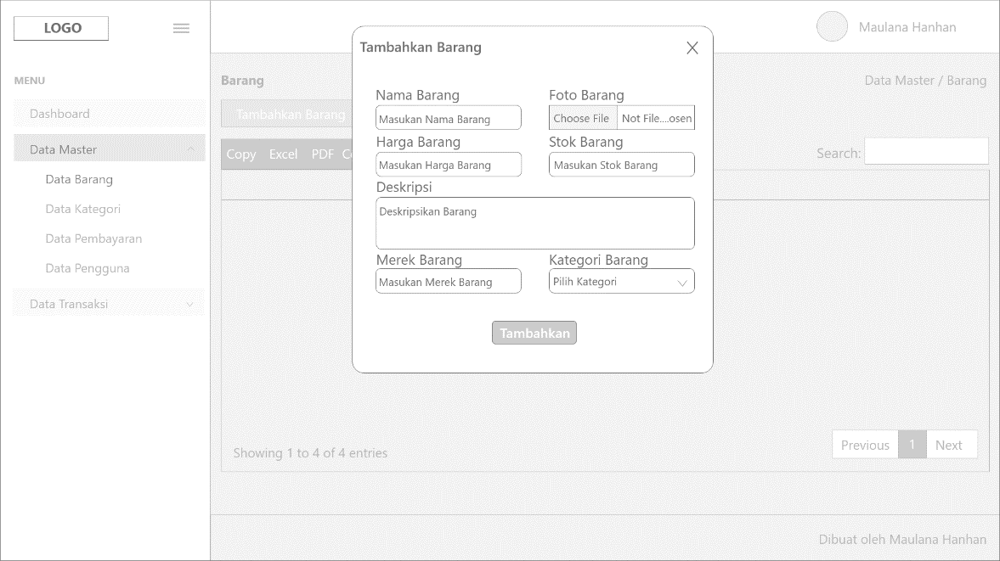 LOGO
Maulana Hanhan
MENU
Dashboard
Data Master
Data Barang
Data Kategori
Data Pembayaran
Data Pengguna
Data Transaksi
Barang
Data Master / Barang
Tambahkan Barang
Copy Excel PDF
Search:
Tambahkan Barang
Nama Barang
Masukan Nama Barang
Foto Barang
Choose File Not File....osen
Harga Barang
Masukan Harga Barang
Stok Barang
Masukan Stok Barang
Deskripsi
Deskripsikan Barang
Merek Barang
Masukan Merek Barang
Kategori Barang
Pilih Kategori
Tambahkan
Showing 1 to 4 of 4 entries
Previous 1 Next
Dibuat oleh Maulana Hanhan